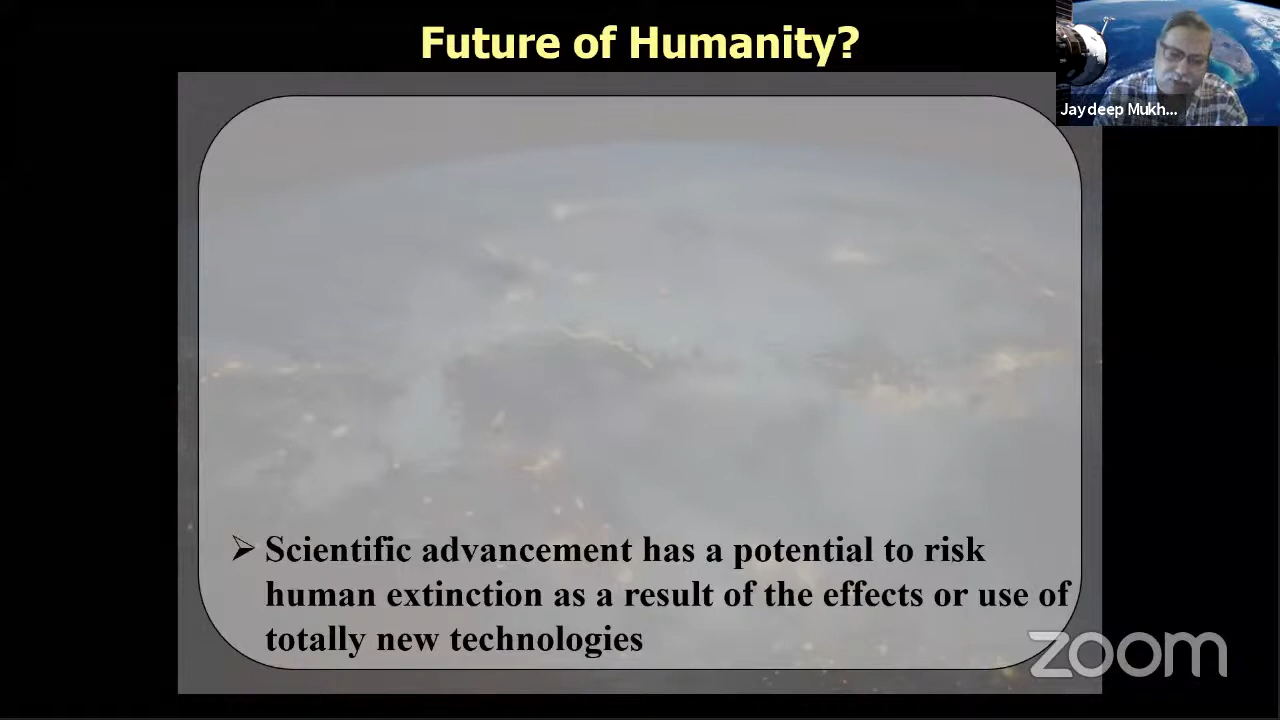 Future of Humanity?
Jaydeep Mukh...
➢ Scientific advancement has a potential to risk
human extinction as a result of the effects or use of
totally new technologies
zoom